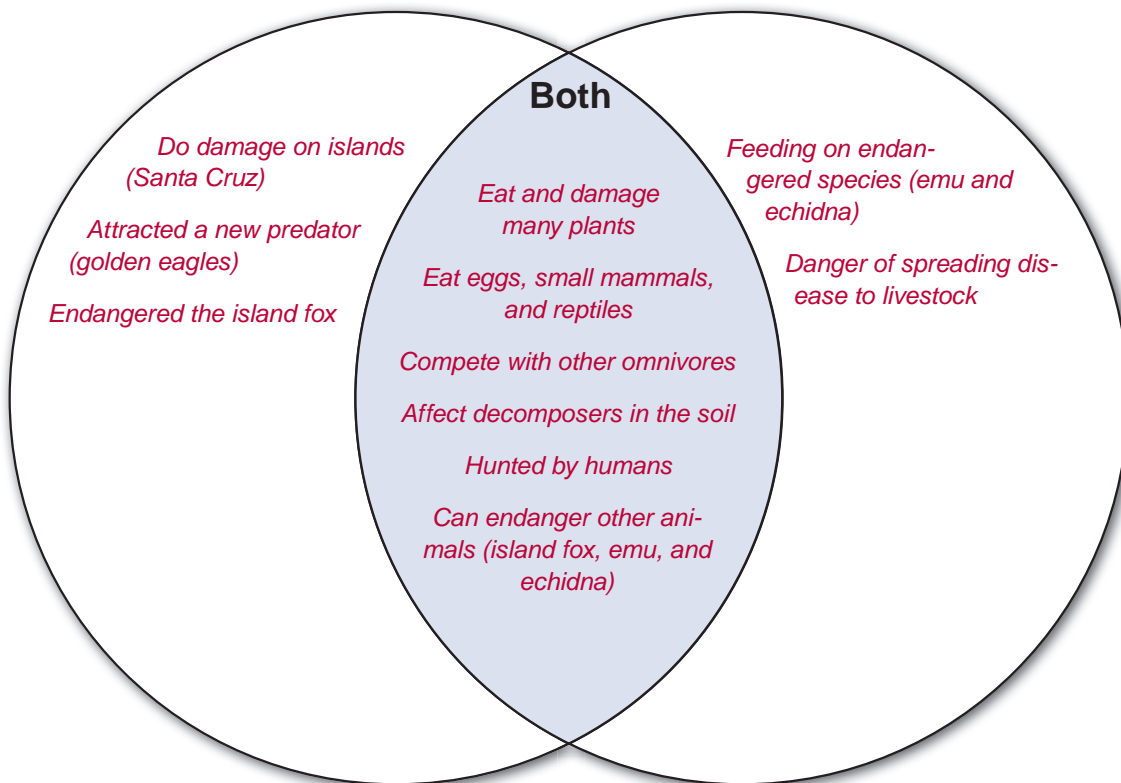 Both
Do damage on islands
(Santa Cruz)
Attracted a new predator
(golden eagles)
Endangered the island fox
Eat and damage
many plants
Eat eggs, small mammals,
and reptiles
Compete with other omnivores
Affect decomposers in the soil
Hunted by humans
Can endanger other ani-
mals (island fox, emu, and
echidna)
Feeding on endan-
gered species (emu and
echidna)
Danger of spreading dis-
ease to livestock